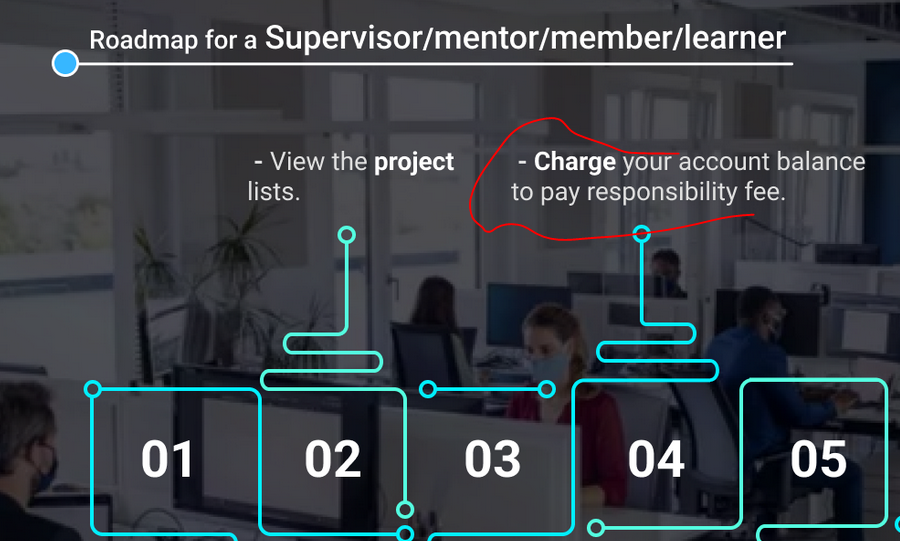 Roadmap for a Supervisor/mentor/member/learner
- View the project
lists.
- Charge your account balance
to pay responsibility fee.
01
02
03
04
05